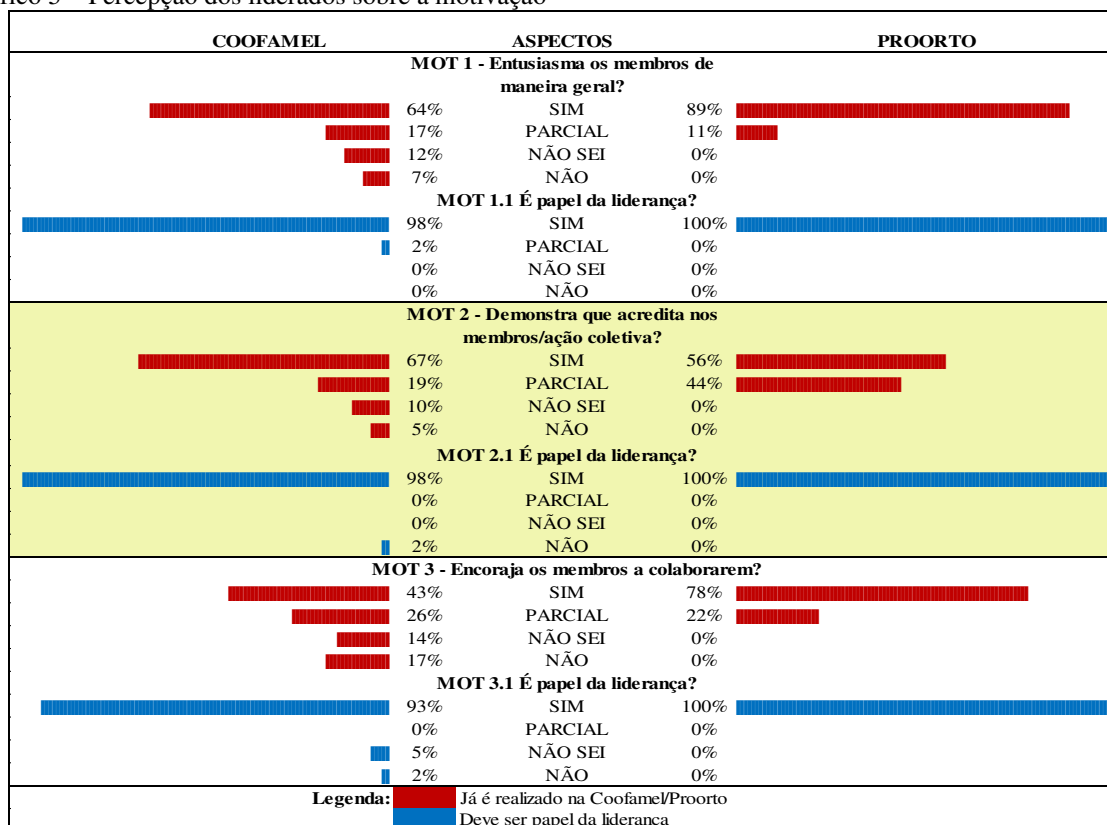 Percepção dos liderados sobre a motivação
COOFAMEL ASPECTOS PROORTO
MOT 1 - Entusiasma os membros de
maneira geral?
64% SIM 89%
17% PARCIAL 11%
12% NÃO SEI 0%
7% NÃO 0%
MOT 1.1 É papel da liderança?
98% SIM 100%
2% PARCIAL 0%
0% NÃO SEI 0%
0% NÃO 0%
MOT 2 - Demonstra que acredita nos
membros/ação coletiva?
67% SIM 56%
19% PARCIAL 44%
10% NÃO SEI 0%
5% NÃO 0%
MOT 2.1 É papel da liderança?
98% SIM 100%
0% PARCIAL 0%
0% NÃO SEI 0%
2% NÃO 0%
MOT 3 - Encoraja os membros a colaborarem?
43% SIM 78%
26% PARCIAL 22%
14% NÃO SEI 0%
17% NÃO 0%
MOT 3.1 É papel da liderança?
93% SIM 100%
0% PARCIAL 0%
5% NÃO SEI 0%
2% NÃO 0%
Legenda: Já é realizado na Coofamel/Proorto
Deve ser papel da liderança